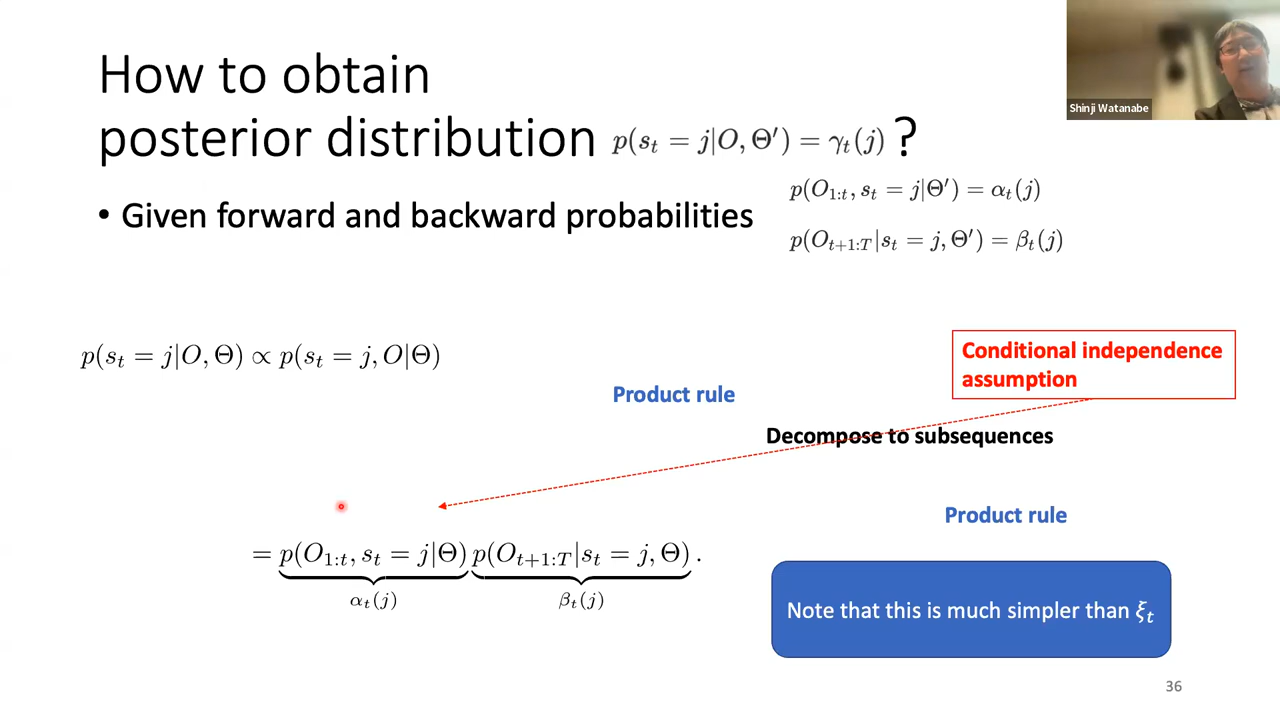 How to obtain
posterior distribution p(s_t = j|O, Θ′) = γ_t(j) ?
• Given forward and backward probabilities
p(O_{1:t}, s_t = j|Θ′) = α_t(j)
p(O_{t+1:T}|s_t = j, Θ′) = β_t(j)
p(s_t = j|O, Θ) ∝ p(s_t = j, O|Θ)
Product rule
Conditional independence
assumption
Decompose to subsequences
Product rule
= p(O_{1:t}, s_t = j|Θ) p(O_{t+1:T}|s_t = j, Θ) .
α_t(j) β_t(j)
Note that this is much simpler than ξ_t
36
Shinji Watanabe